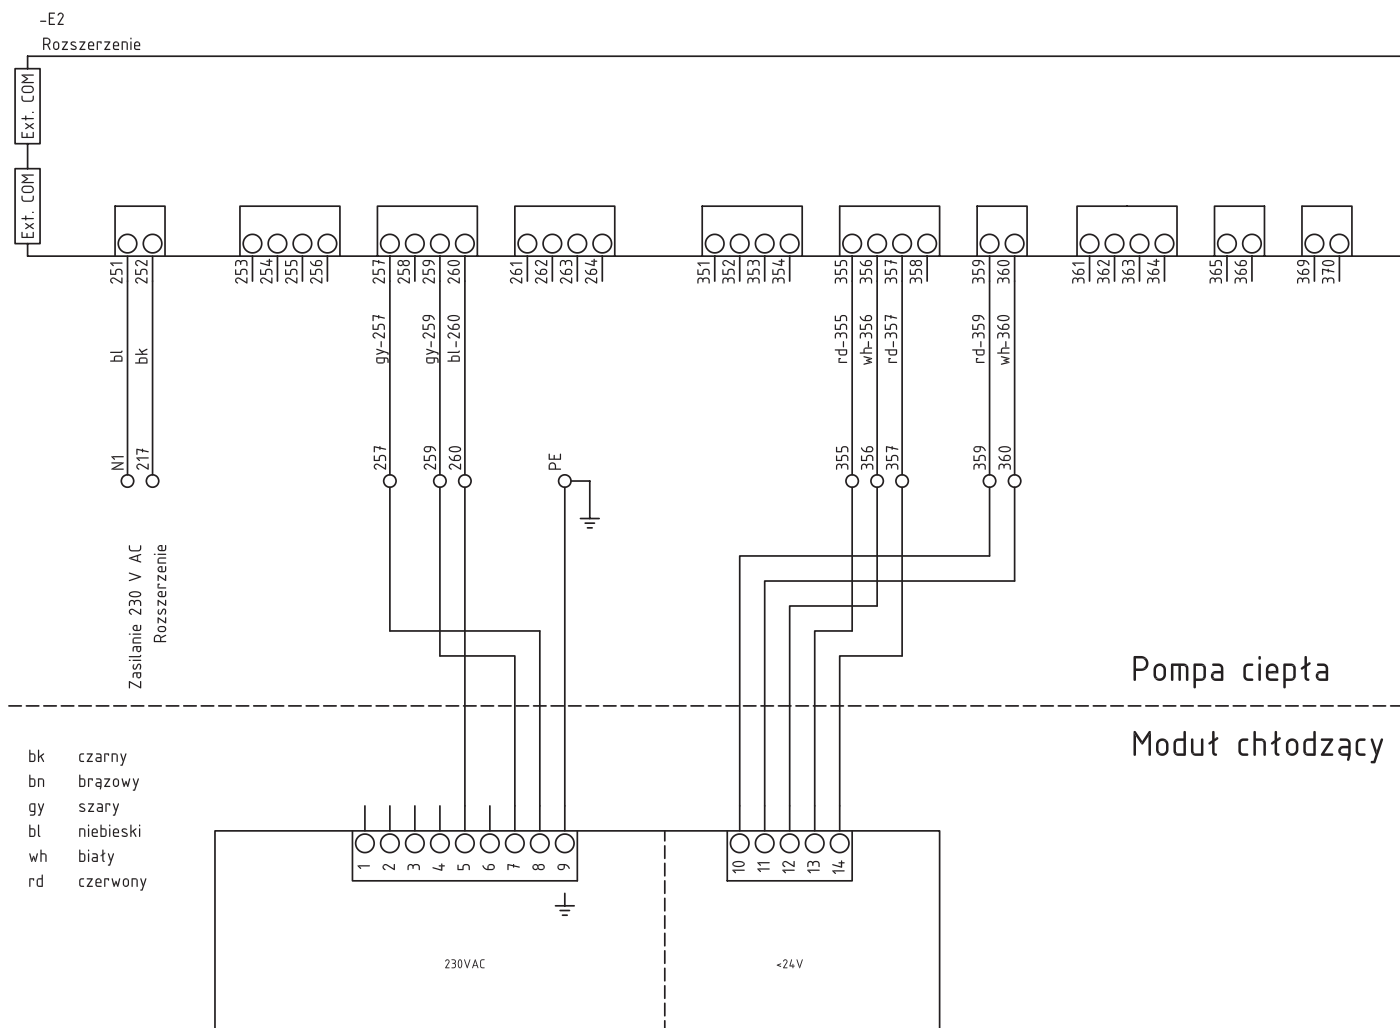 -E2
Rozszerzenie
Ext. COM
Ext. COM
251 252 253 254 255 256 257 258 259 260 261 262 263 264 351 352 353 354 355 356 357 358 359 360 361 362 363 364 365 366 369 370
bl bk gy-257 gy-259 bl-260 rd-355 wh-356 rd-357 rd-359 wh-360
N1 217 257 259 260 PE 355 356 357 359 360
Zasilanie 230 V AC
Rozszerzenie
Pompa ciepła
Moduł chłodzący
bk czarny
bn brązowy
gy szary
bl niebieski
wh biały
rd czerwony
1 2 3 4 5 6 7 8 9 10 11 12 13 14
230VAC <24V